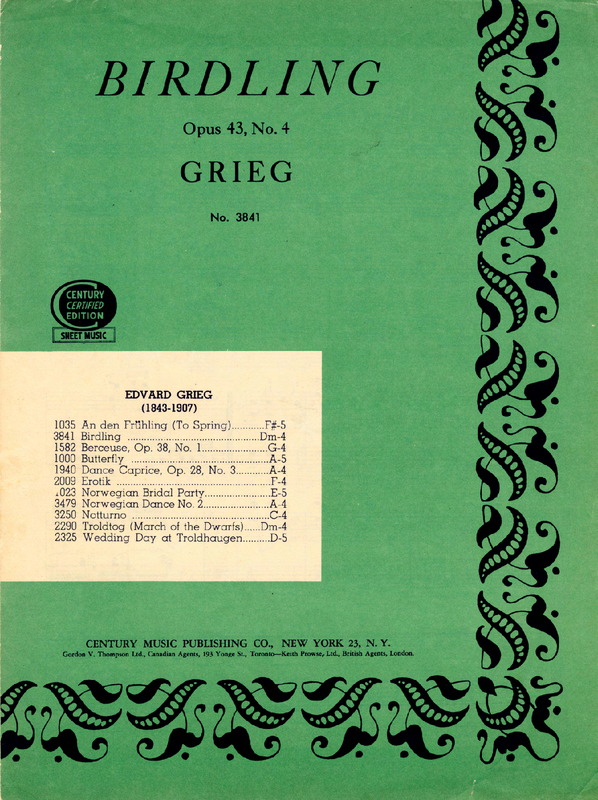 BIRDLING
Opus 43, No. 4
GRIEG
No. 3841
CENTURY
CERTIFIED
EDITION
SHEET MUSIC
EDVARD GRIEG
(1843-1907)
1035 An den Frühling (To Spring)...........F#-5
3841 Birdling ............................................Dm-4
1582 Berceuse, Op. 38, No. 1......................G-4
1000 Butterfly ..............................................A-5
1940 Dance Caprice, Op. 28, No. 3...........A-4
2009 Erotik ..................................................F-4
1023 Norwegian Bridal Party......................E-5
3479 Norwegian Dance No. 2......................A-4
3250 Notturno ..............................................C-4
2290 Troldtog (March of the Dwarfs)......Dm-4
2325 Wedding Day at Troldhaugen..........D-5
CENTURY MUSIC PUBLISHING CO., NEW YORK 23, N. Y.
Gordon V. Thompson Ltd., Canadian Agents, 193 Yonge St., Toronto—Keith Prowse, Ltd., British Agents, London.